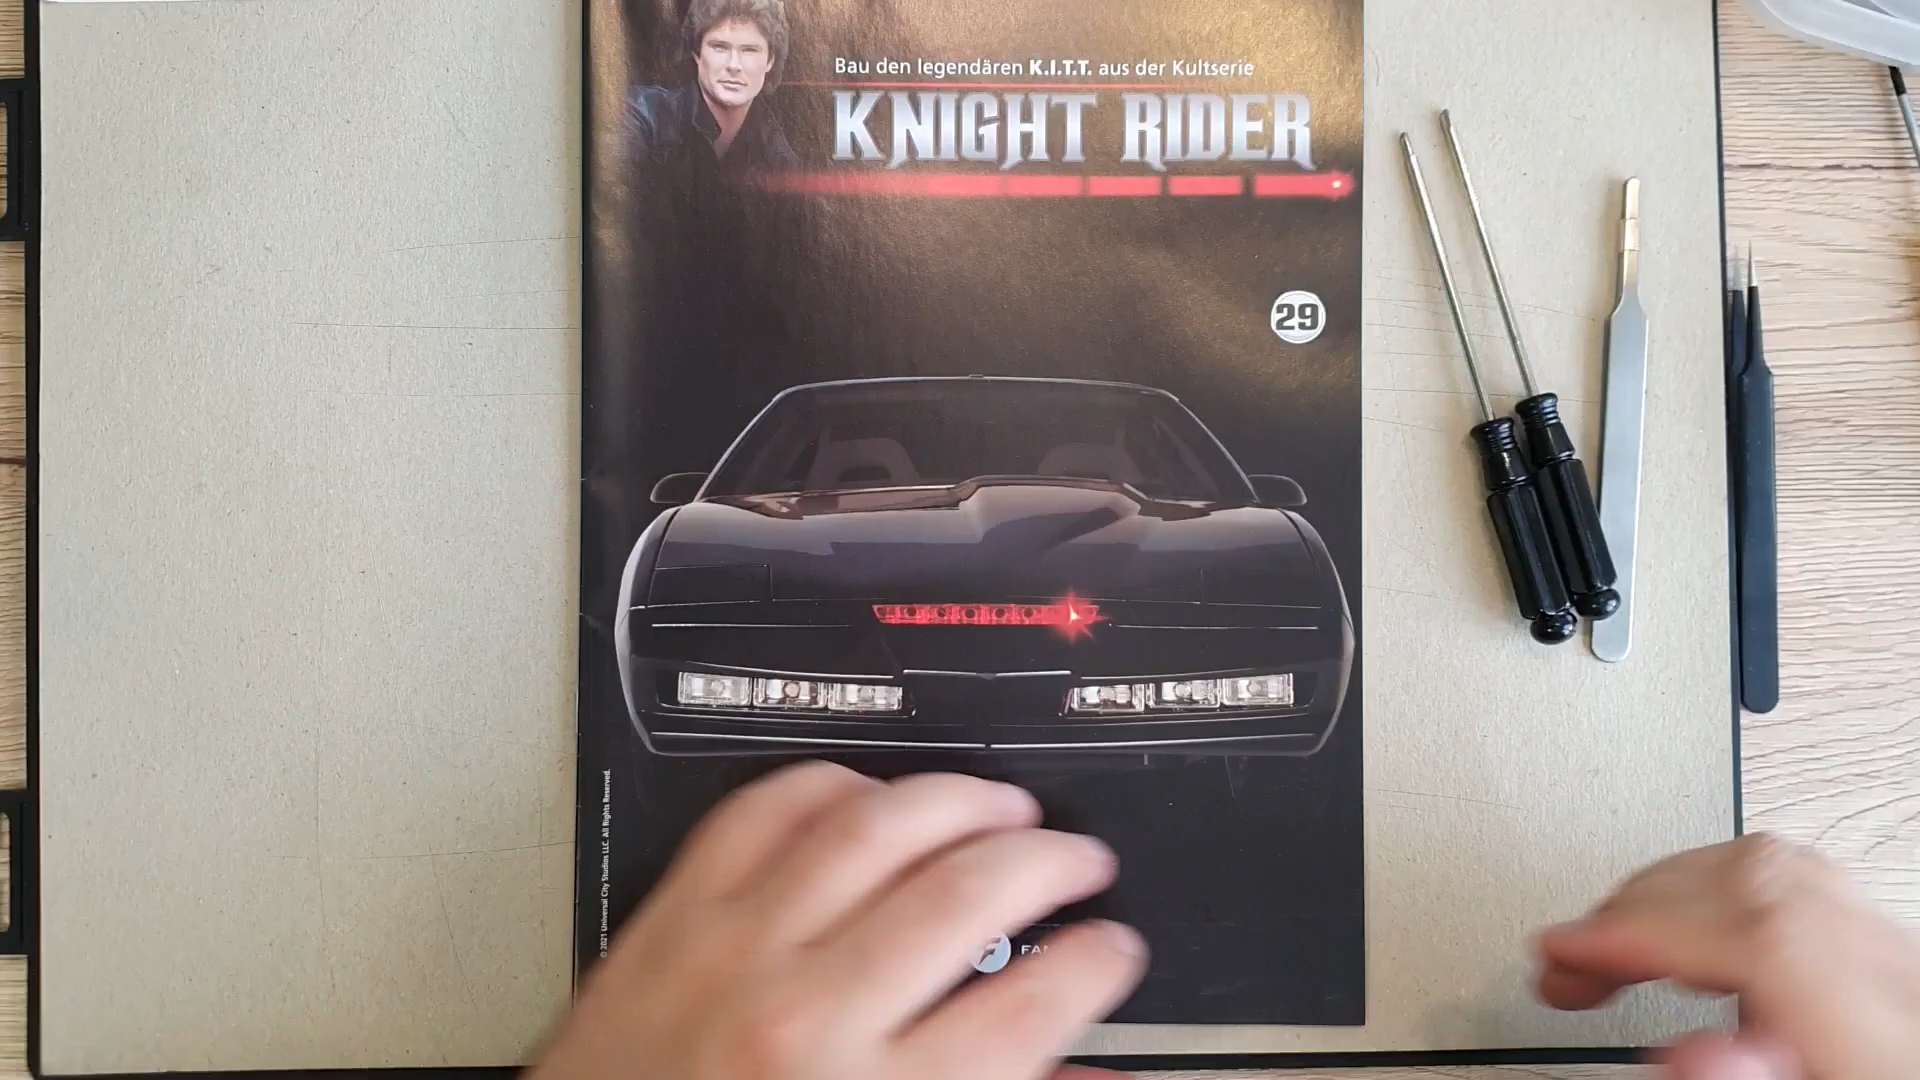 Bau den legendären K.I.T.T. aus der Kultserie
KNIGHT RIDER
29
© 2021 Universal City Studios LLC. All Rights Reserved.